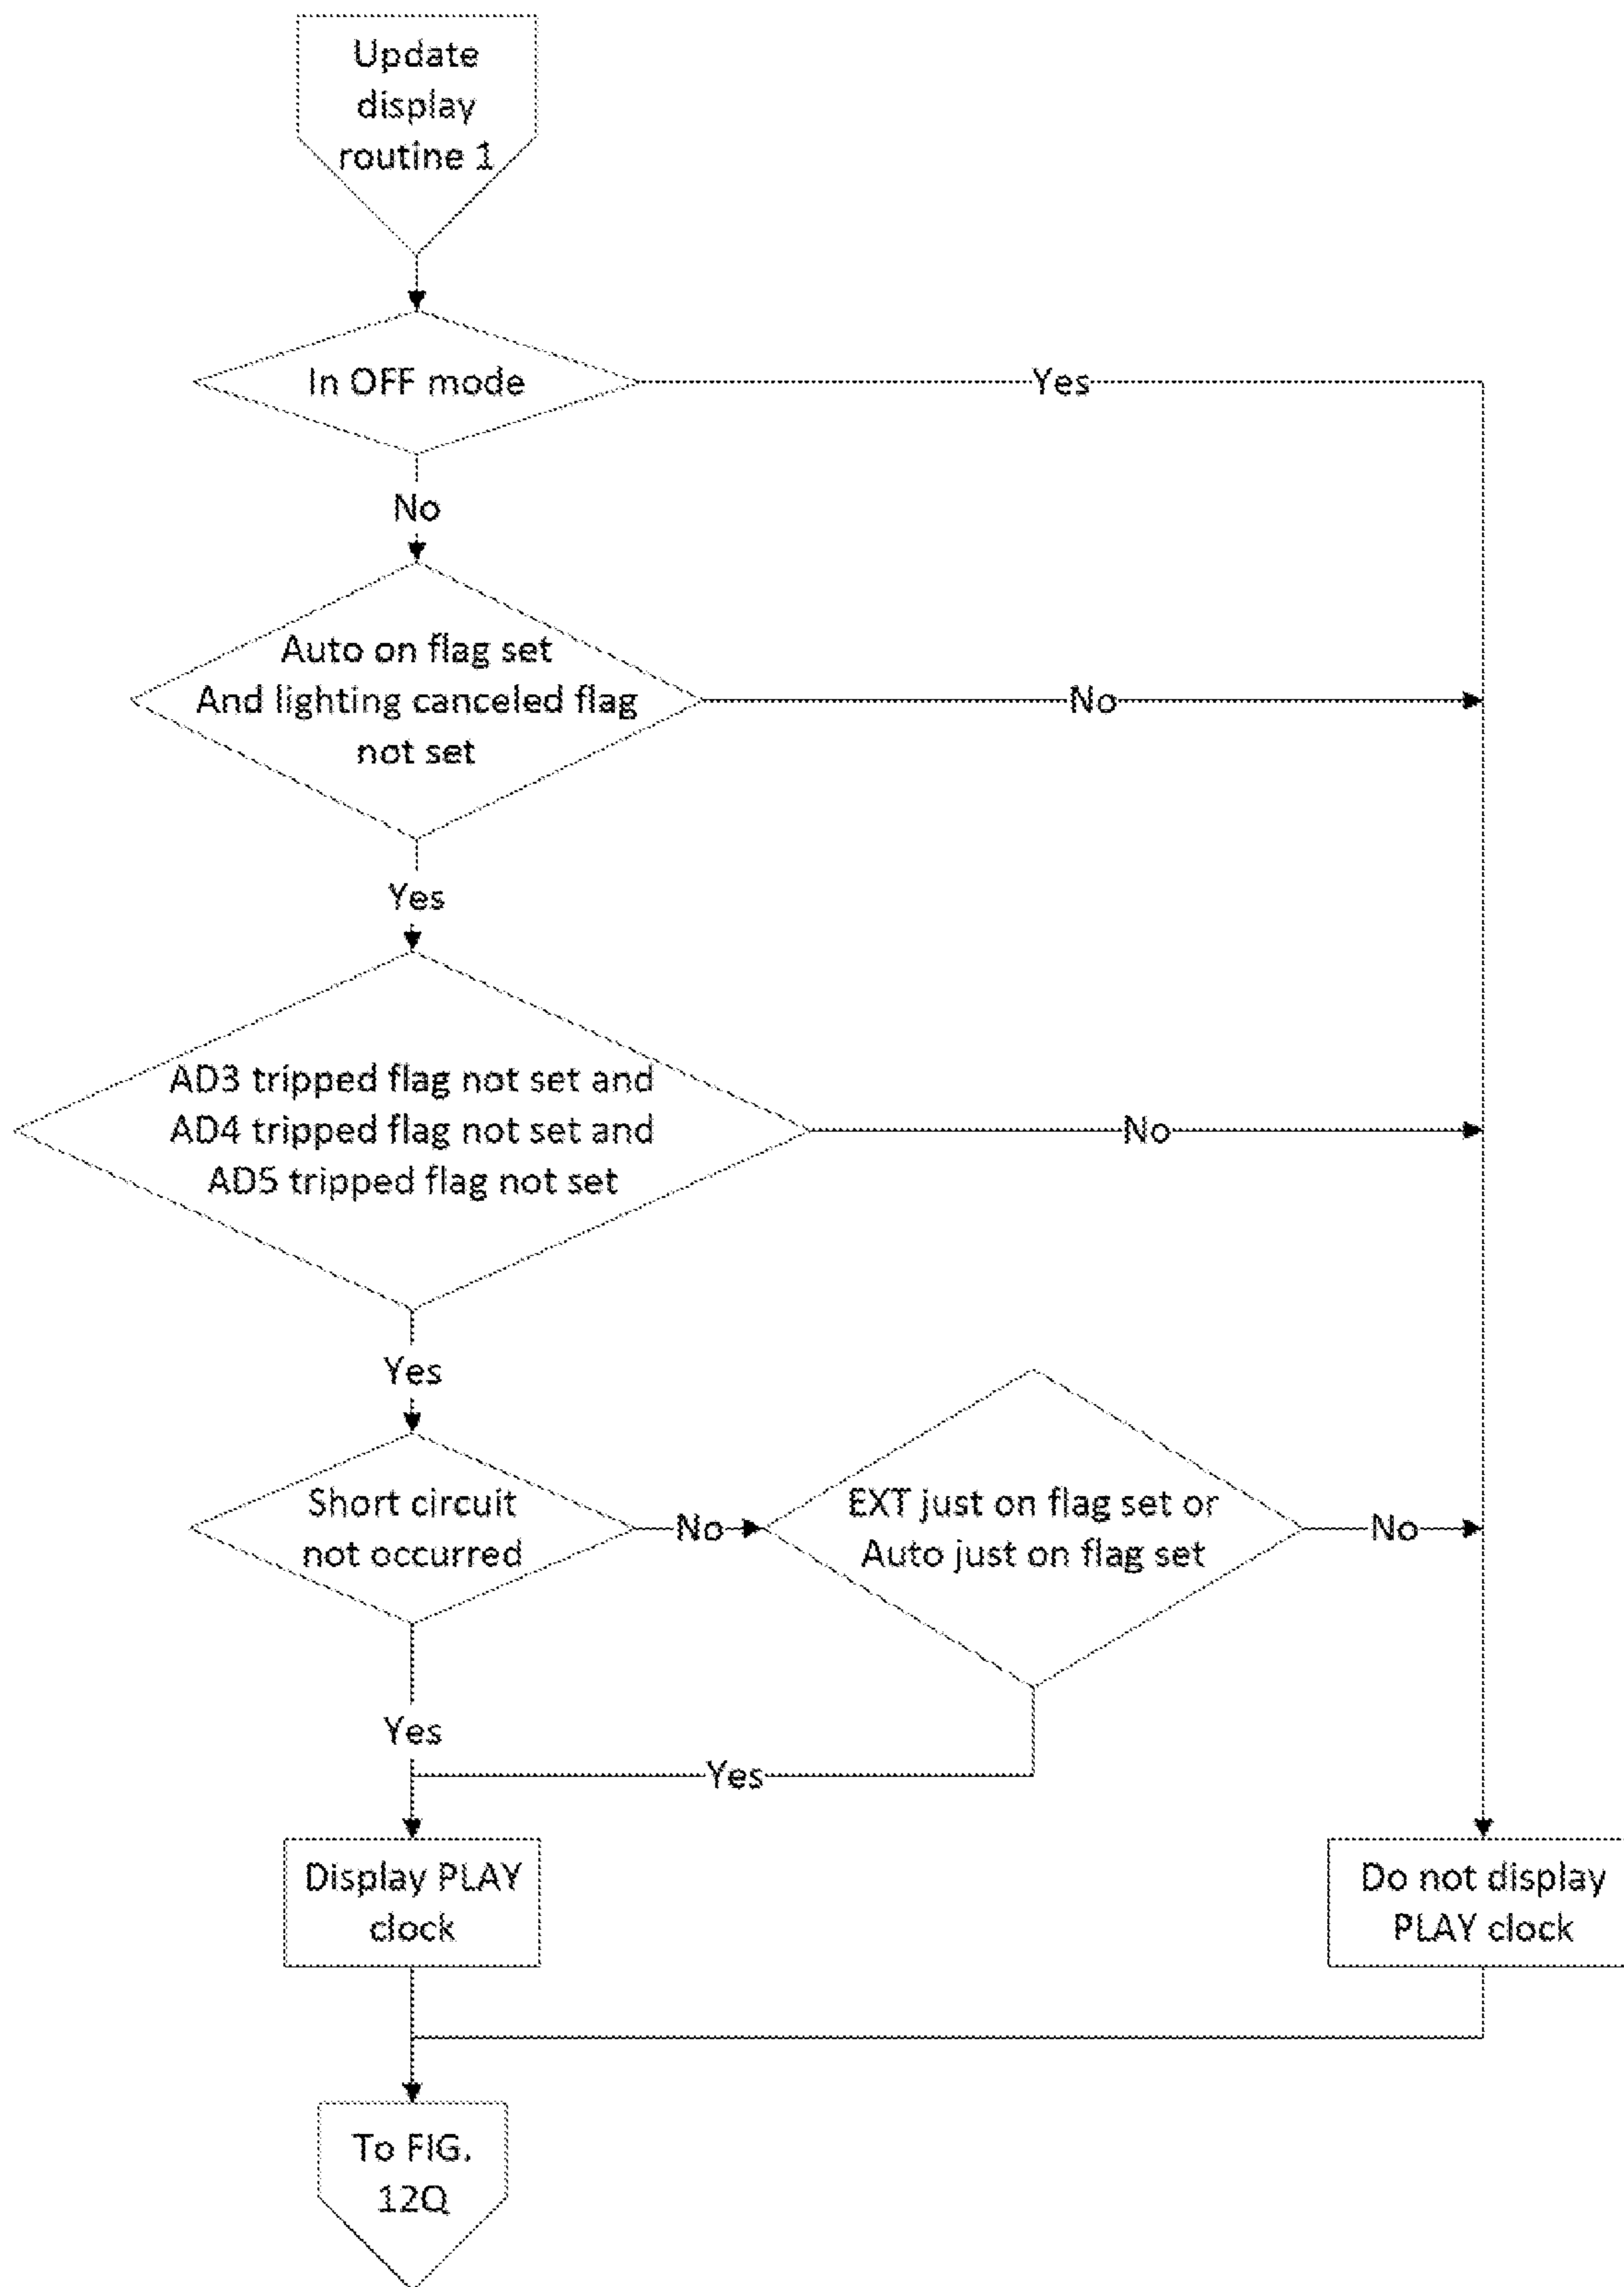 Update
display
routine 1
In OFF mode
Yes
No
Auto on flag set
And lighting canceled flag
not set
No
Yes
AD3 tripped flag not set and
AD4 tripped flag not set and
AD5 tripped flag not set
No
Yes
Short circuit
not occurred
No
EXT just on flag set or
Auto just on flag set
No
Yes
Yes
Display PLAY
clock
Do not display
PLAY clock
To FIG.
12Q